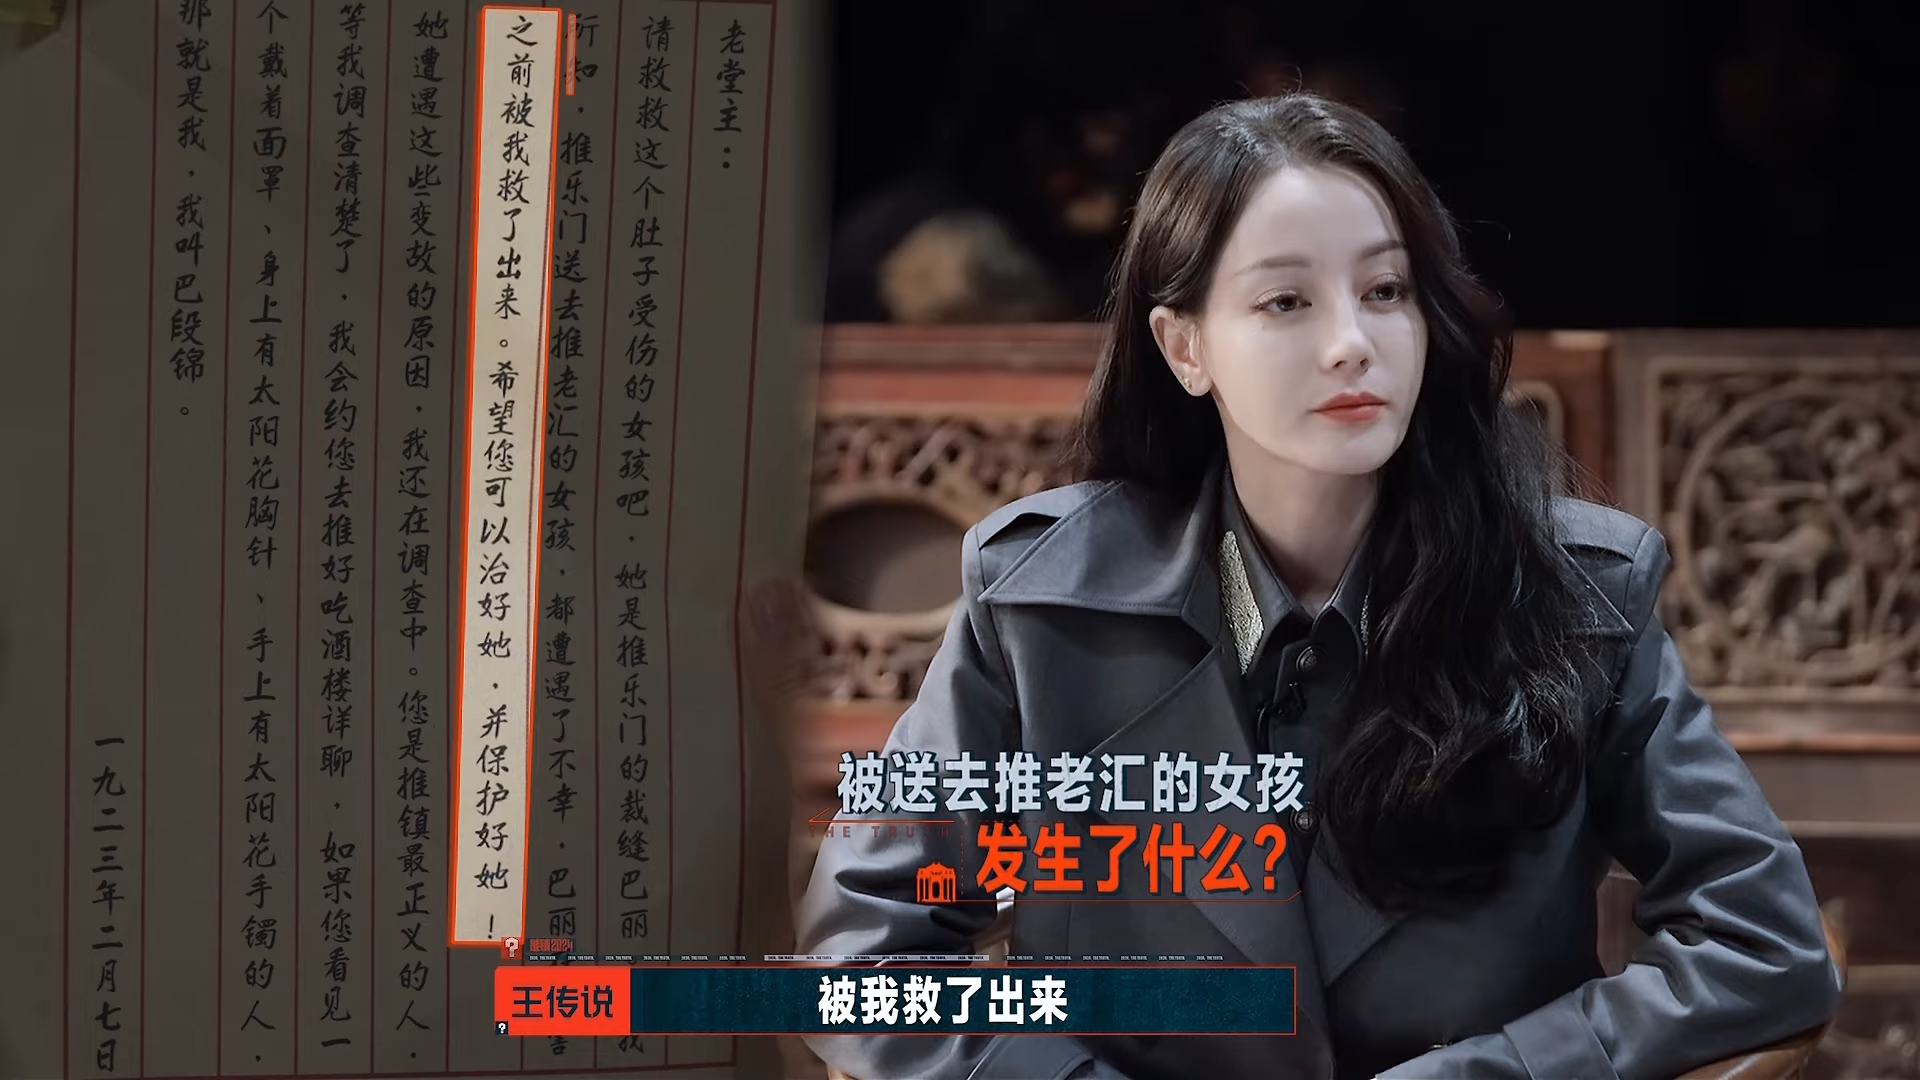 老堂主：
请救救这个肚子受伤的女孩吧，她是推乐门的裁缝巴丽
所知，推乐门送去推老汇的女孩，都遭遇了不幸，巴丽
之前被我救了出来。希望您可以治好她，并保护好她！
她遭遇这些变故的原因，我还在调查中。您是推镇最正义的人，
等我调查清楚了，我会约您去推好吃酒楼详聊，如果您看见一
个戴着面罩、身上有太阳花胸针、手上有太阳花手镯的人，
那就是我，我叫巴段锦。
一九二三年二月七日
被送去推老汇的女孩
THE TRUTH
发生了什么？
推镇2024
王传说
被我救了出来